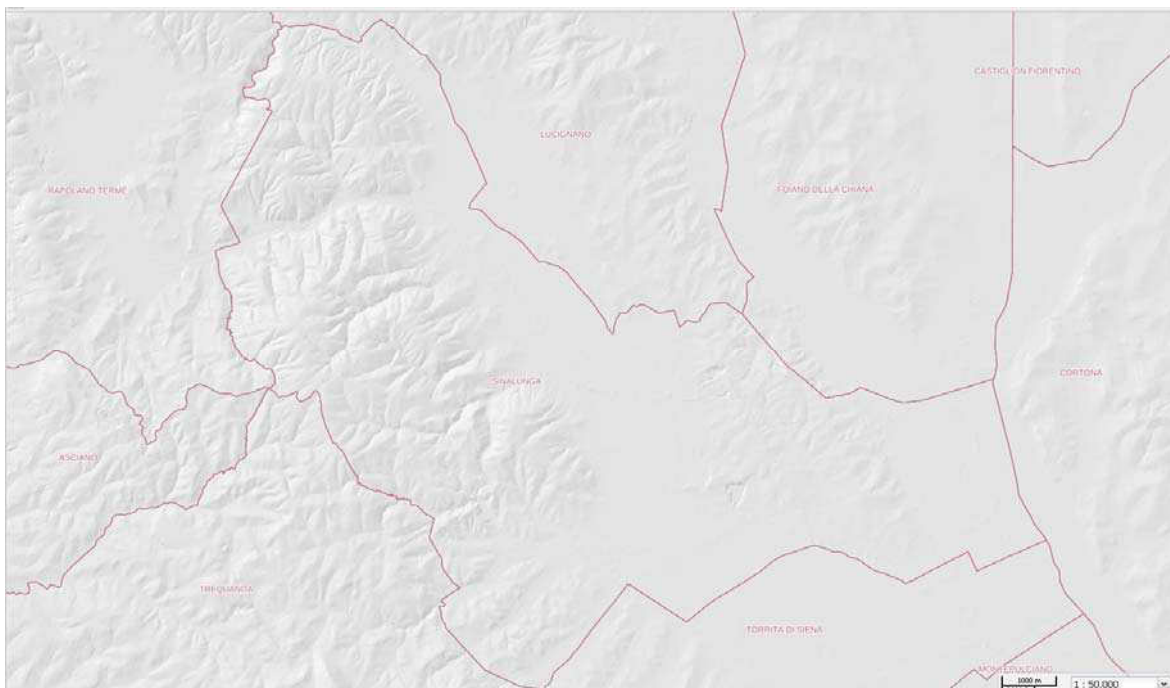 CASTIGLION FIORENTINO
LUCIGNANO
RAPOLANO TERME
FOIANO DELLA CHIANA
CORTONA
SINALUNGA
ASCIANO
TREQUANDA
TORRITA DI SIENA
MONTEPULCIANO
1000 m
1 : 50.000